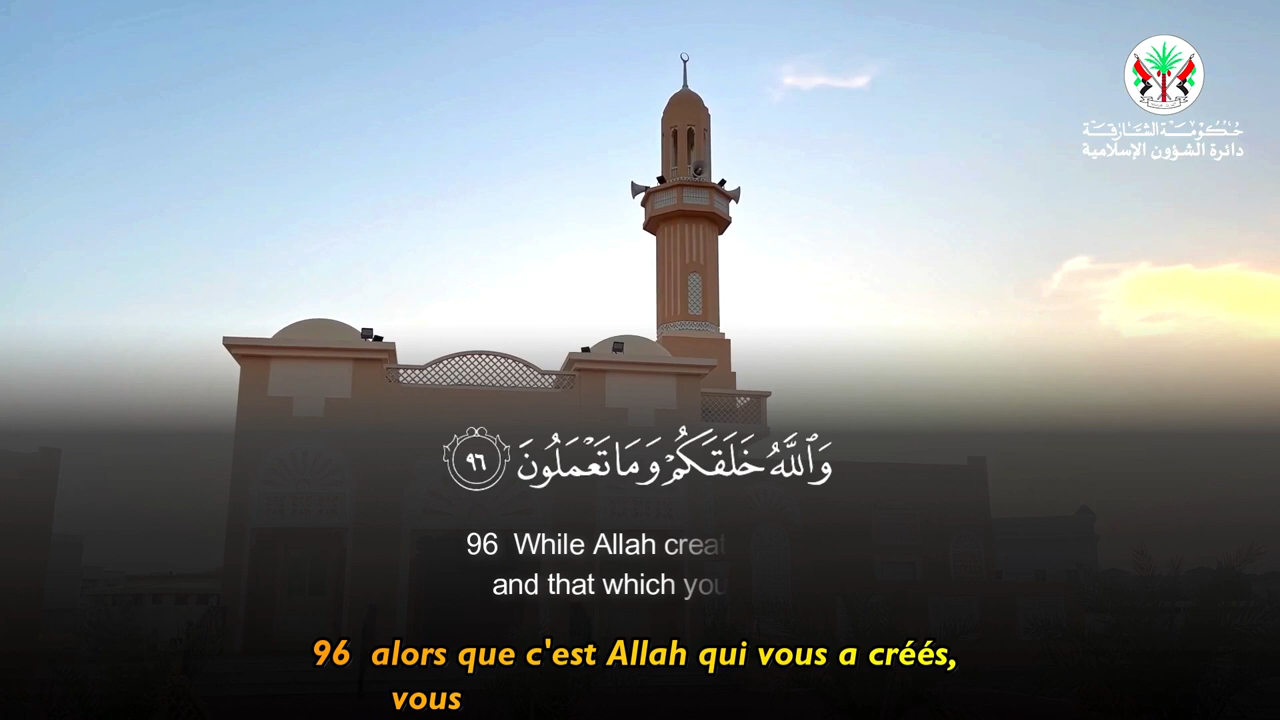 حكومة الشارقة
دائرة الشؤون الإسلامية
وَٱللَّهُ خَلَقَكُمۡ وَمَا تَعۡمَلُونَ ٩٦
96 While Allah creat
and that which you
96 alors que c'est Allah qui vous a créés,
vous